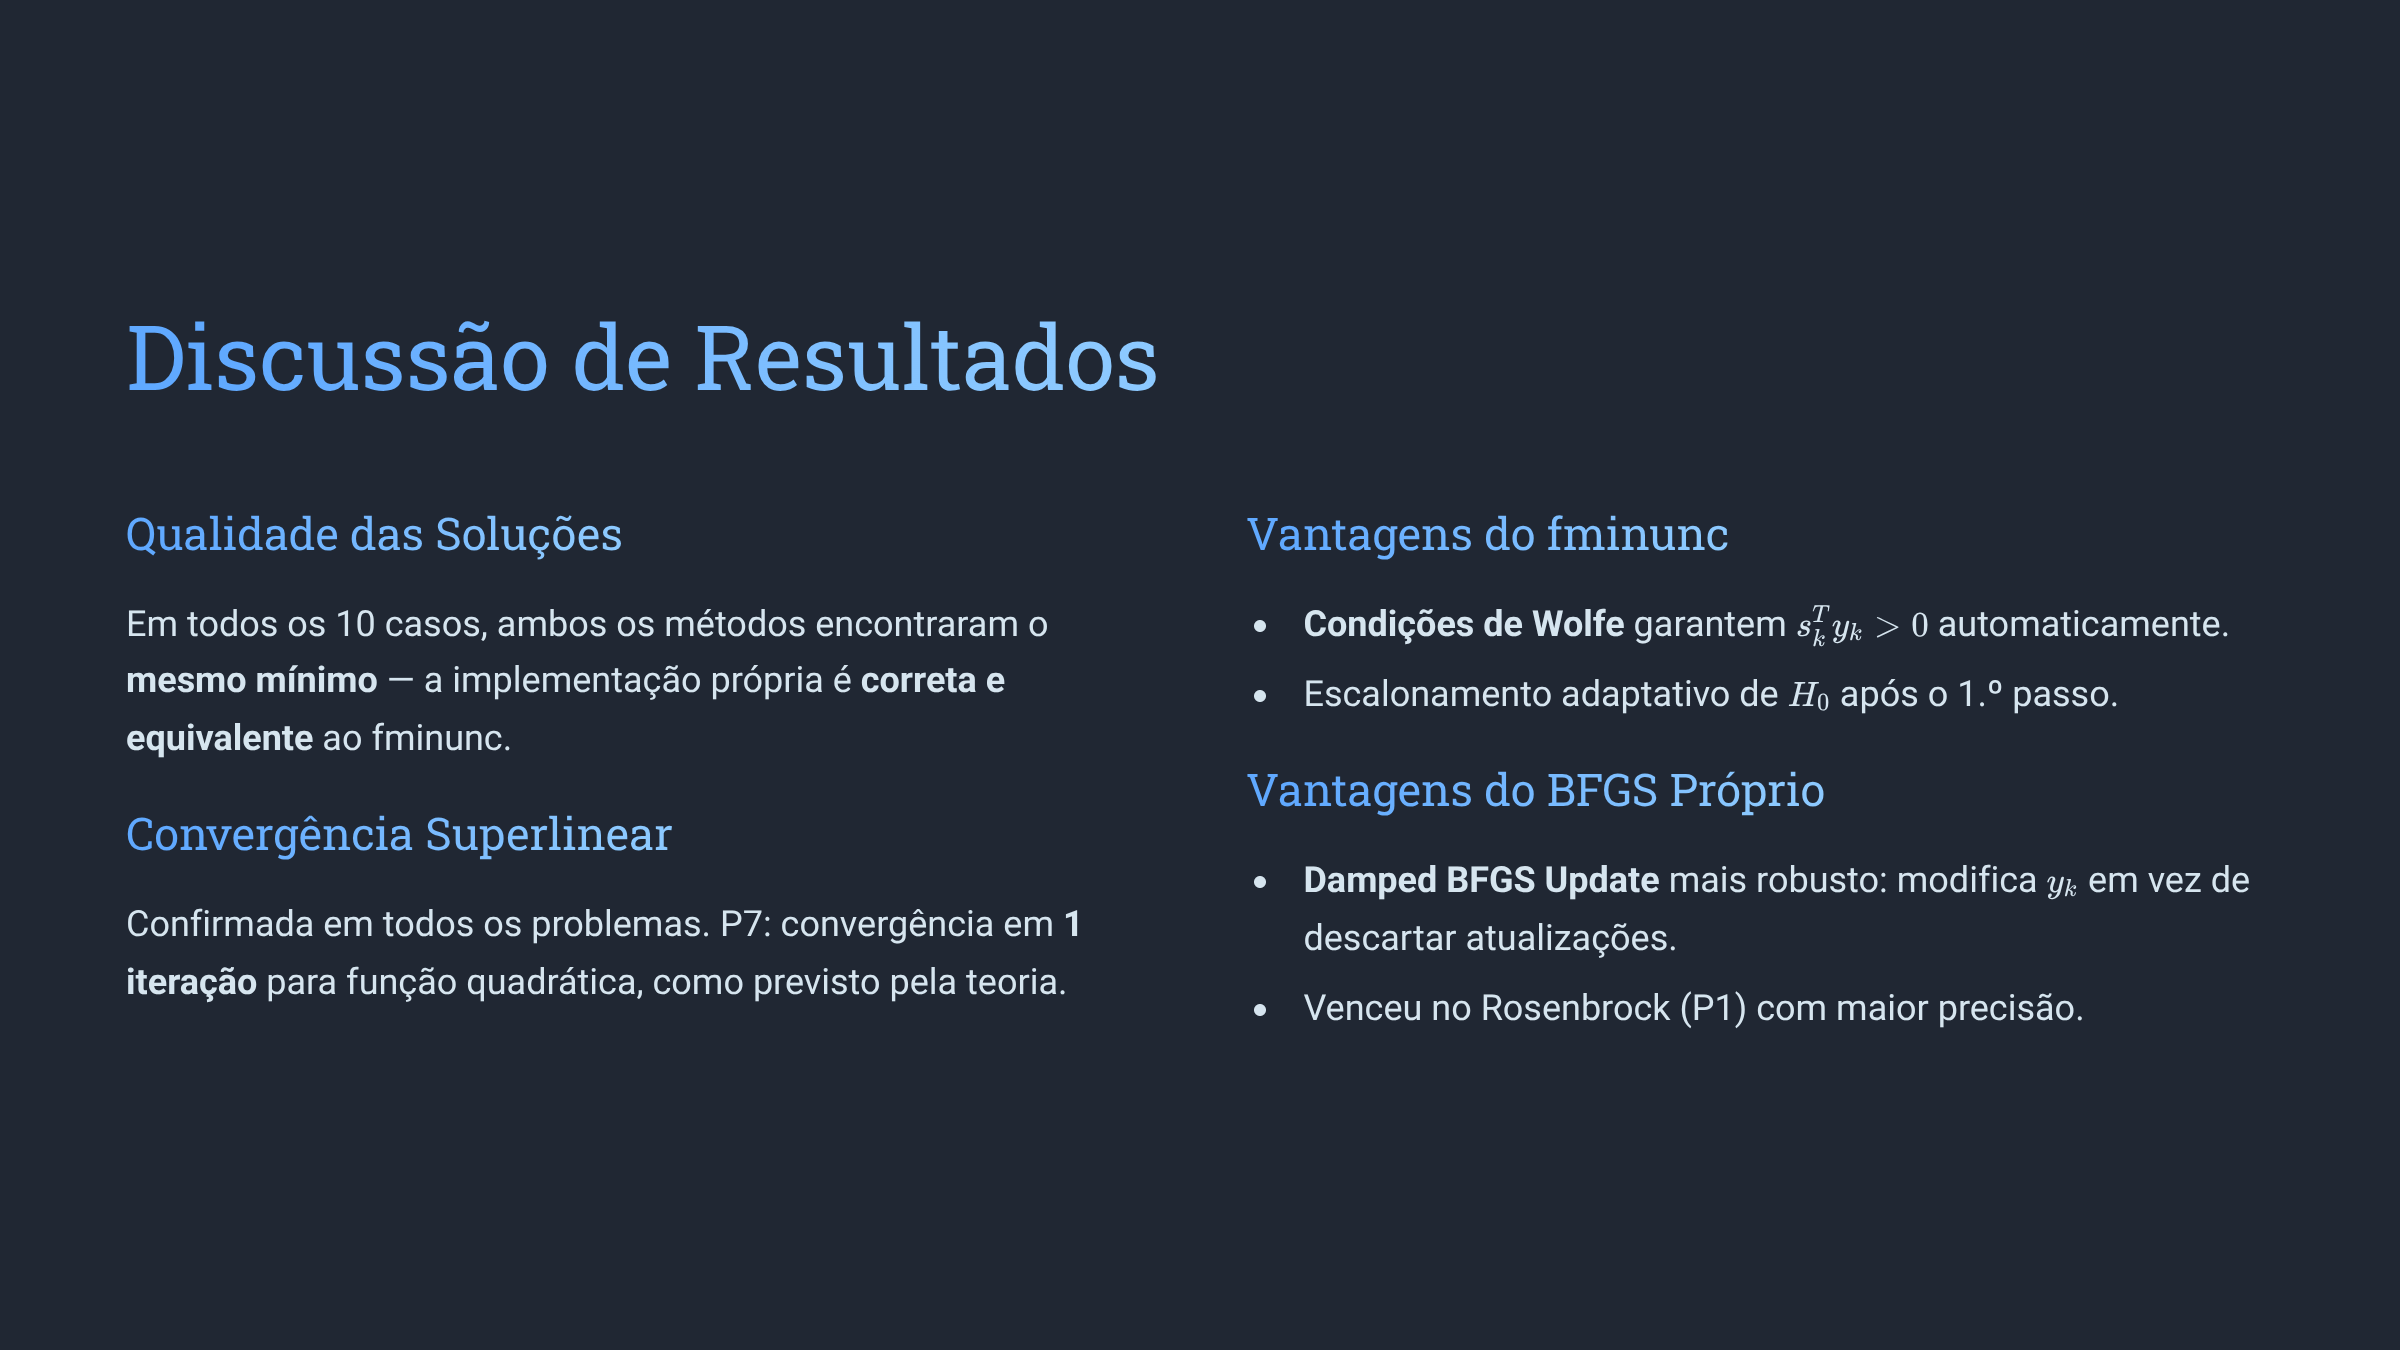 Discussão de Resultados
Qualidade das Soluções
Em todos os 10 casos, ambos os métodos encontraram o
mesmo mínimo — a implementação própria é correta e
equivalente ao fminunc.
Convergência Superlinear
Confirmada em todos os problemas. P7: convergência em 1
iteração para função quadrática, como previsto pela teoria.
Vantagens do fminunc
• Condições de Wolfe garantem $s_k^T y_k > 0$ automaticamente.
• Escalonamento adaptativo de $H_0$ após o 1.º passo.
Vantagens do BFGS Próprio
• Damped BFGS Update mais robusto: modifica $y_k$ em vez de
descartar atualizações.
• Venceu no Rosenbrock (P1) com maior precisão.